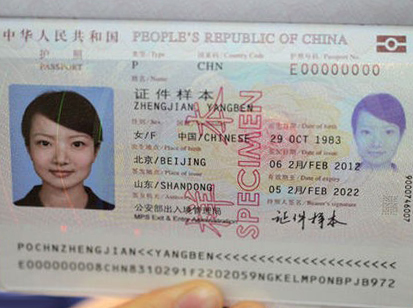 中华人民共和国 PEOPLE'S REPUBLIC OF CHINA
护照 类型/Type 国家码/Country Code 护照号/Passport No.
PASSPORT P CHN E00000000
姓名/Name
证件样本
ZHENGJIAN YANGBEN
性别/Sex 国籍/Nationality 出生日期/Date of birth
女/F 中国/CHINESE 29 OCT 1983
出生地点/Place of birth 签发日期/Date of issue
北京/BEIJING 06 2月/FEB 2012
签发地点/Place of issue 有效期至/Date of expiry
山东/SHANDONG 05 2月/FEB 2022
签发机关/Authority 持照人签名/Bearer's signature
公安部出入境管理局
MPS Exit & Entry Administration
证件样本
样本
SPECIMEN
POCHNZHENGJIAN<<YANGBEN<
E000000008CHN8310291F2202059NGKELMPONBPJB972